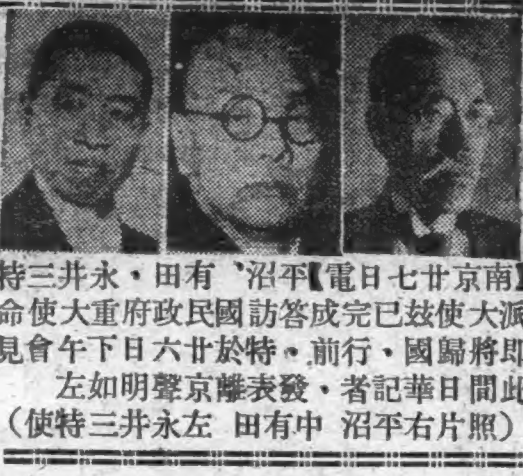 【南京廿七日電】平沼、有田・永井三特
派大使茲已完成答訪國民政府重大使命
即將歸國・行前・特於廿六日下午會見
此間日華記者・發表離京聲明如左
（照片右平沼 中有田 左永井三特使）